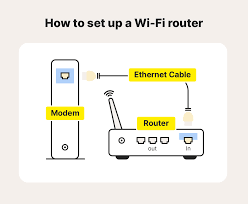 How to set up a Wi-Fi router
Ethernet Cable
Modem
Router
out
in